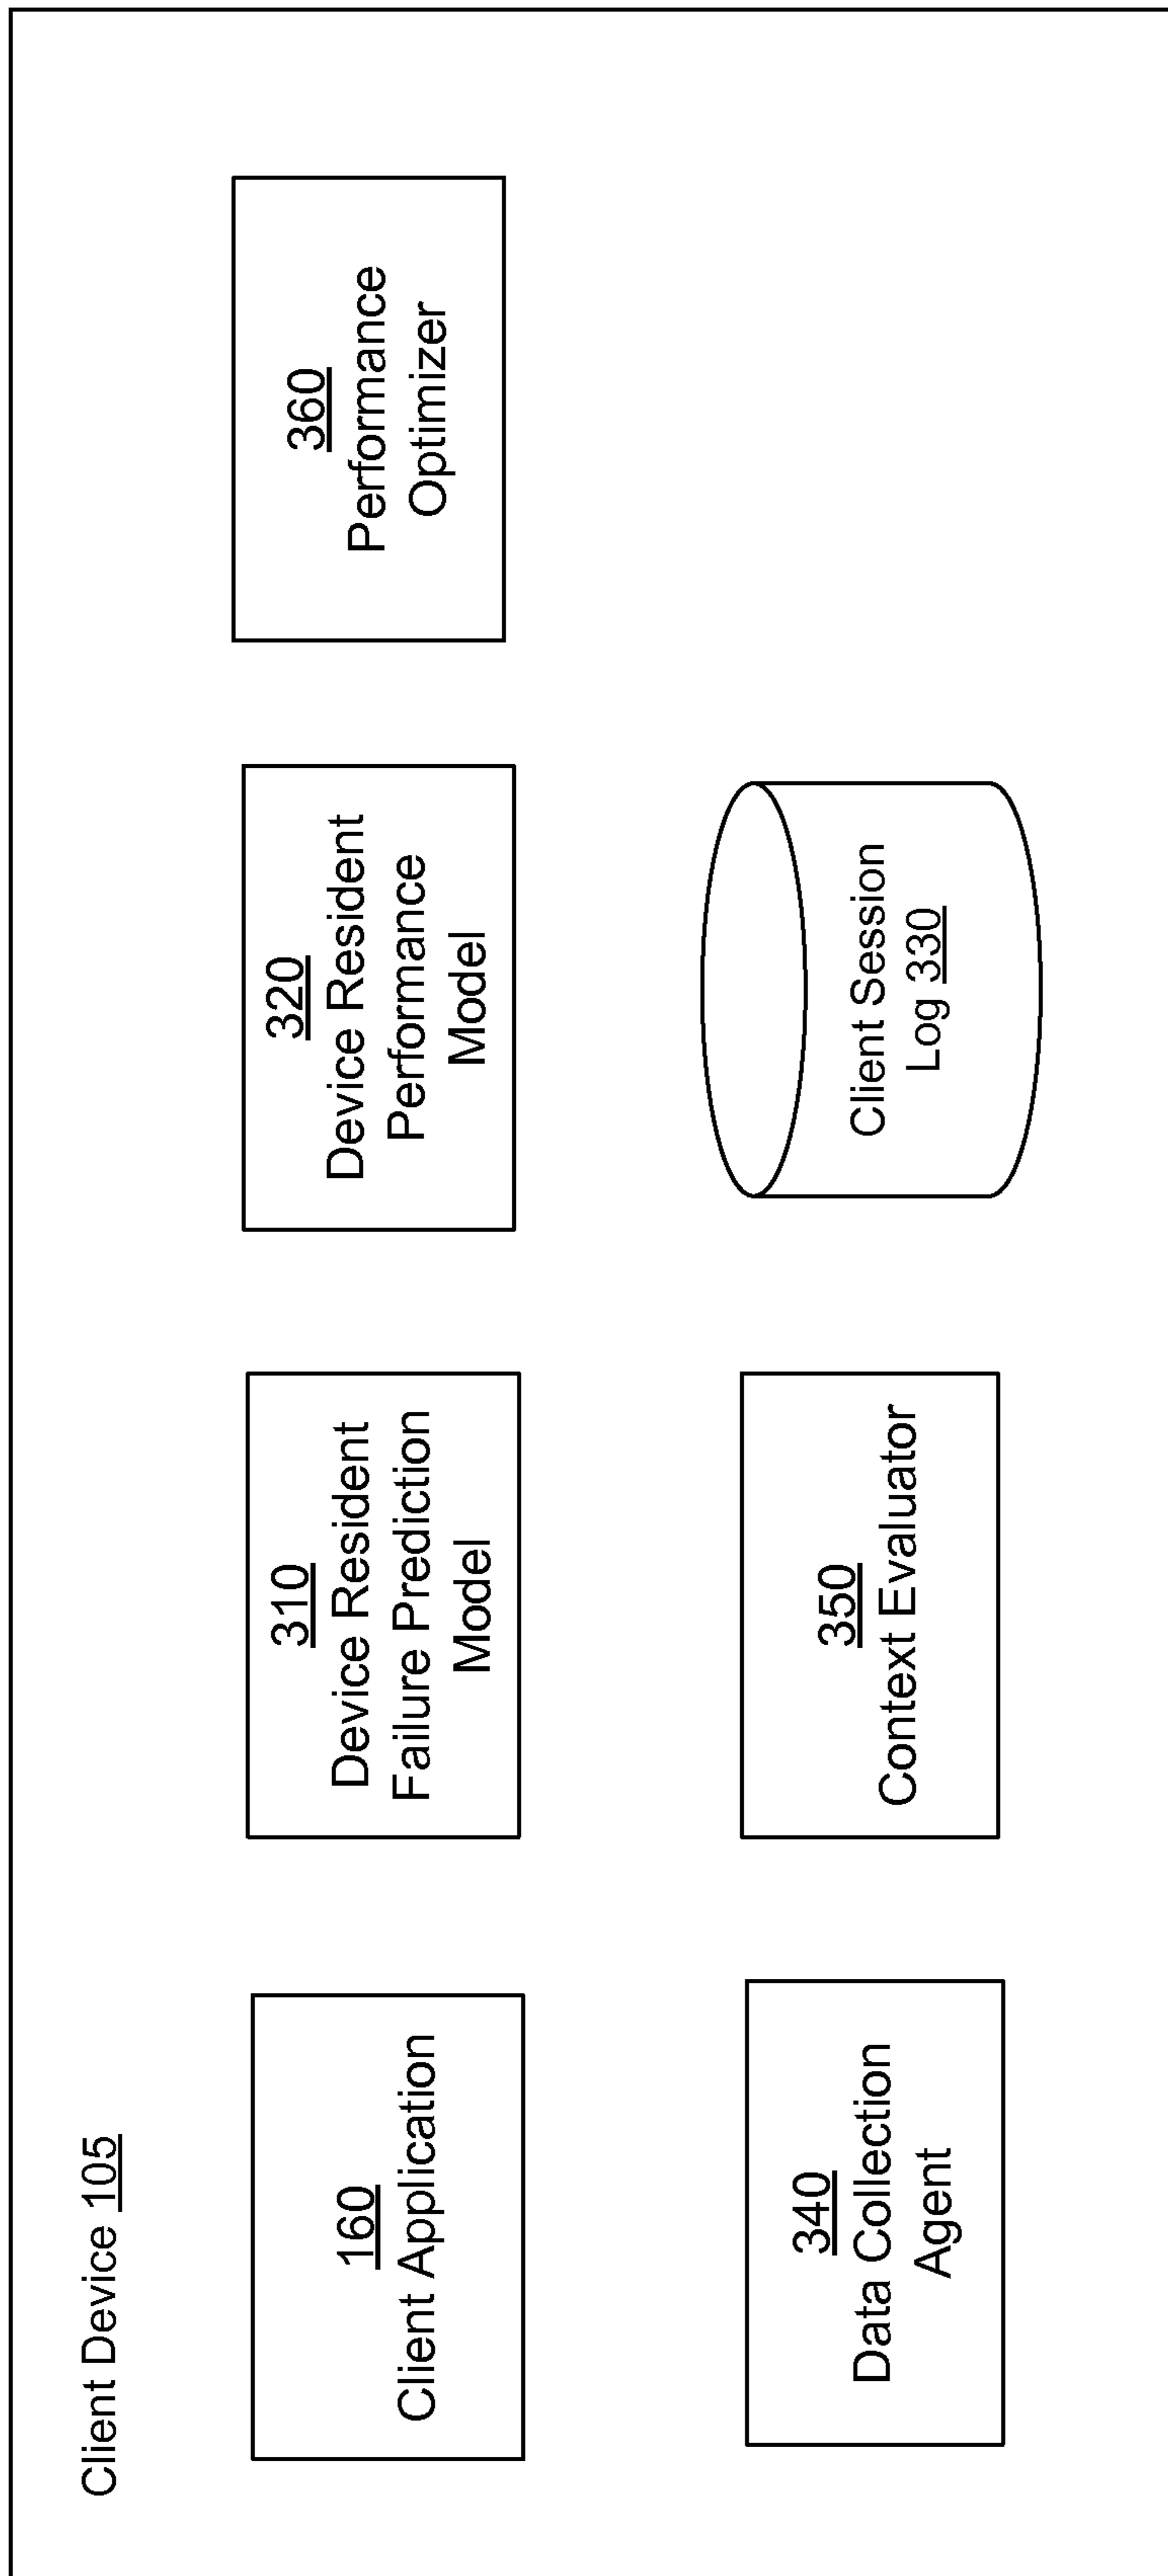 Client Device 105
160
Client Application
310
Device Resident
Failure Prediction
Model
320
Device Resident
Performance
Model
360
Performance
Optimizer
340
Data Collection
Agent
350
Context Evaluator
Client Session
Log 330